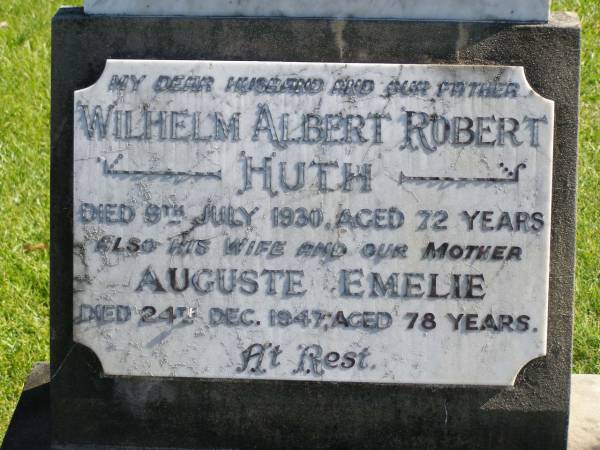 MY DEAR HUSBAND AND OUR FATHER
WILHELM ALBERT ROBERT
HUTH
DIED 9TH JULY 1930, AGED 72 YEARS
ALSO HIS WIFE AND OUR MOTHER
AUGUSTE EMELIE
DIED 24TH DEC. 1947, AGED 78 YEARS.
At Rest.